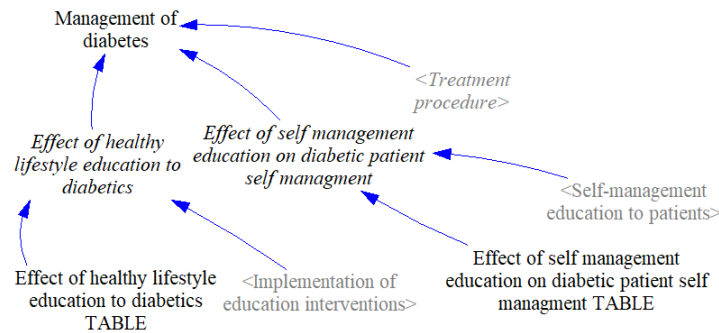 Management of
diabetes
<Treatment
procedure>
Effect of healthy
lifestyle education to
diabetics
Effect of self management
education on diabetic patient
self managment
<Self-management
education to patients>
Effect of healthy lifestyle
education to diabetics
TABLE
<Implementation of
education interventions>
Effect of self management
education on diabetic patient self
managment TABLE